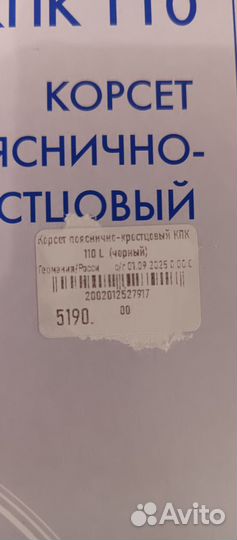 КПК 110
КОРСЕТ
ЯСНИЧНО-
СТЦОВЫЙ
Корсет пояснично-крестцовый КПК
110 L (черный)
Германия/Росси о/г 01.09.2025 0:00:0
2002012527917
5190. 00
Avito